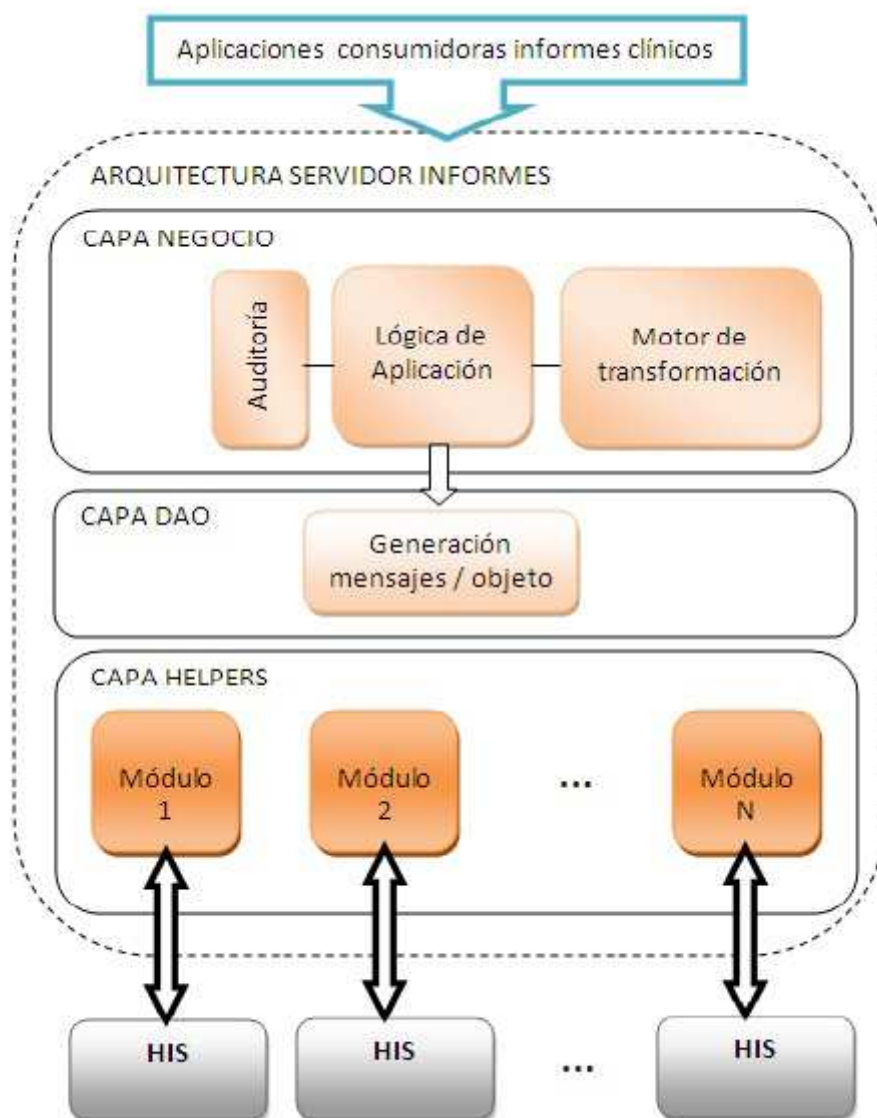 Aplicaciones consumidoras informes clínicos
ARQUITECTURA SERVIDOR INFORMES
CAPA NEGOCIO
Auditoría
Lógica de
Aplicación
Motor de
transformación
CAPA DAO
Generación
mensajes / objeto
CAPA HELPERS
Módulo
1
Módulo
2
...
Módulo
N
HIS
HIS
...
HIS